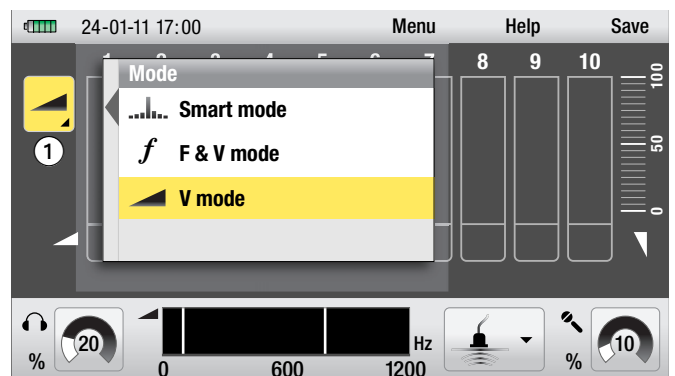 24-01-11 17:00 Menu Help Save
8 9 10
Mode
Smart mode
f F & V mode
V mode
1
100
50
0
% 20
0 600 1200 Hz
% 10